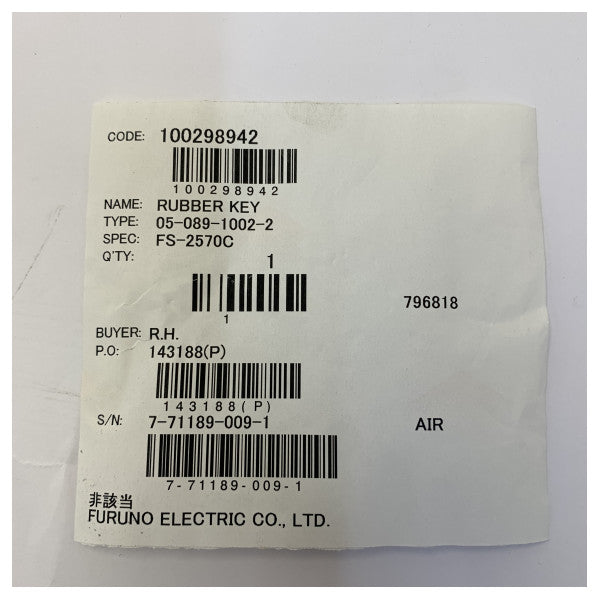 CODE: 100298942
100298942
NAME: RUBBER KEY
TYPE: 05-089-1002-2
SPEC: FS-2570C
Q'TY: 1
1
796818
BUYER: R.H.
P.O: 143188(P)
143188(P)
S/N: 7-71189-009-1
AIR
7-71189-009-1
非該当
FURUNO ELECTRIC CO., LTD.